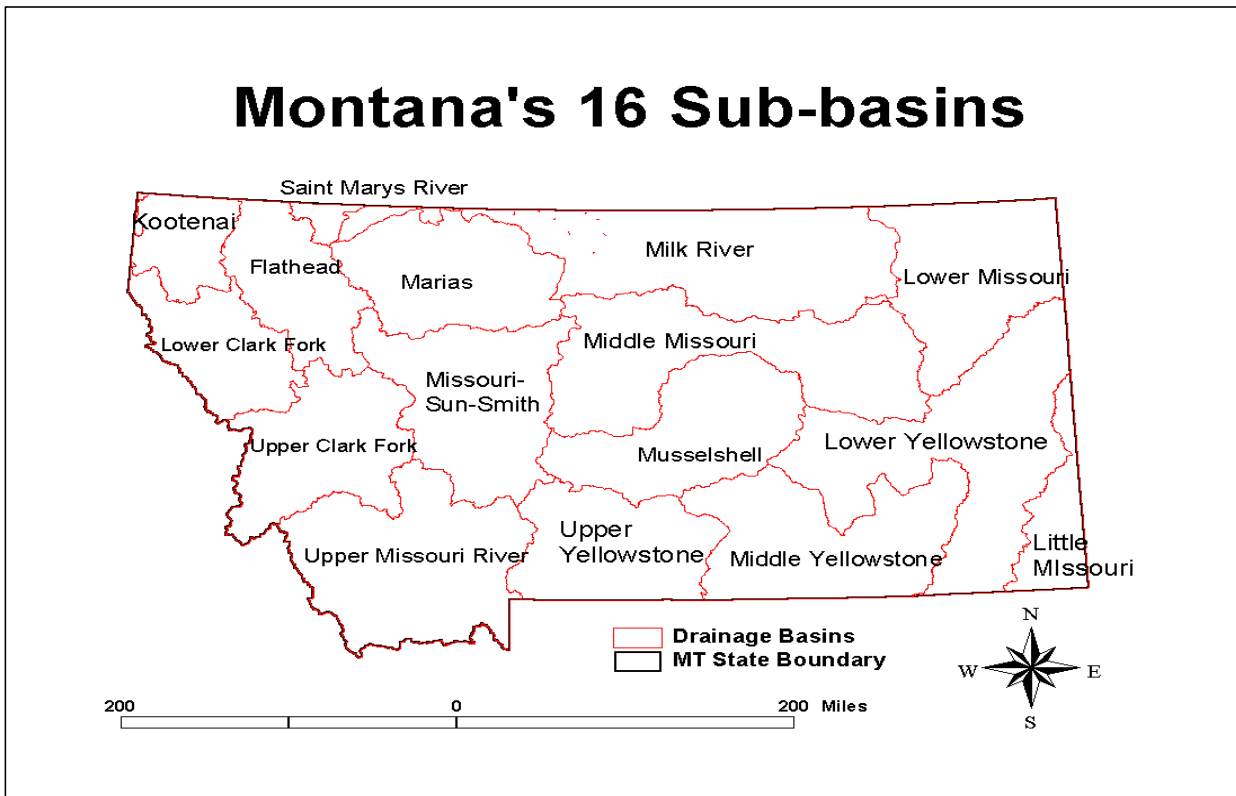 Montana's 16 Sub-basins
Saint Marys River
Kootenai
Flathead
Marias
Milk River
Lower Missouri
Lower Clark Fork
Middle Missouri
Missouri-
Sun-Smith
Upper Clark Fork
Musselshell
Lower Yellowstone
Upper Missouri River
Upper
Yellowstone
Middle Yellowstone
Little
MIssouri
Drainage Basins
MT State Boundary
N
W
E
S
200
0
200 Miles